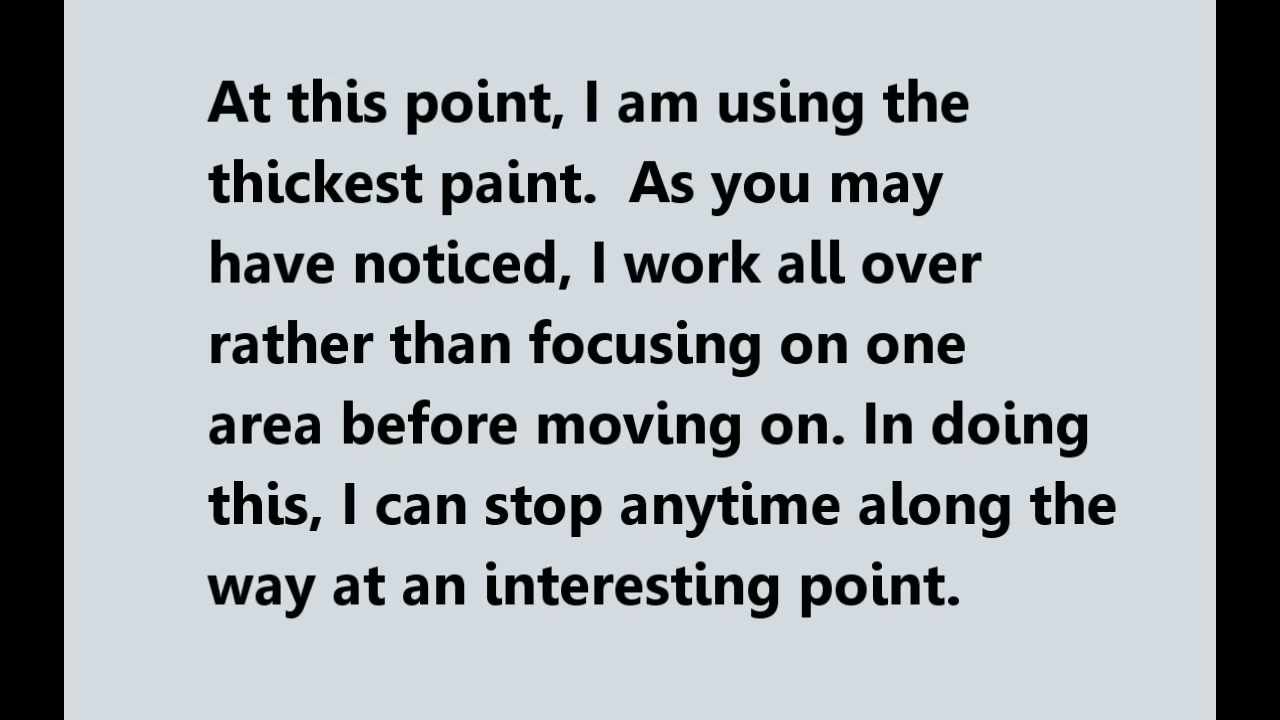 At this point, I am using the
thickest paint.  As you may
have noticed, I work all over
rather than focusing on one
area before moving on. In doing
this, I can stop anytime along the
way at an interesting point.